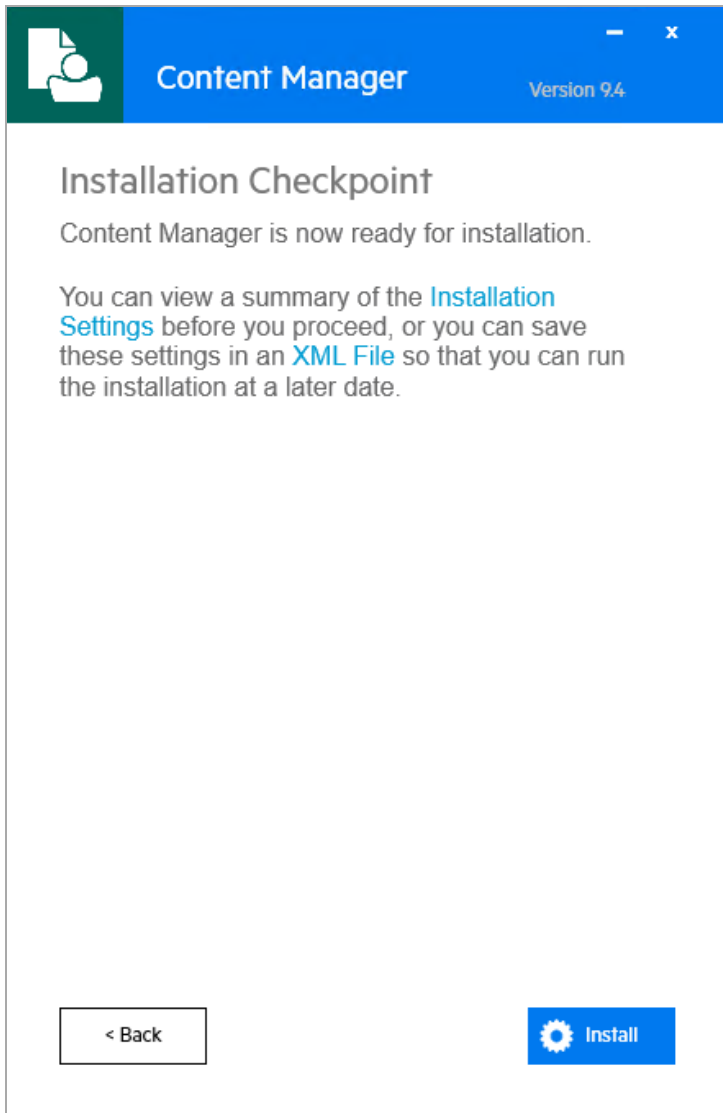 Content Manager
Version 9.4
Installation Checkpoint
Content Manager is now ready for installation.
You can view a summary of the Installation
Settings before you proceed, or you can save
these settings in an XML File so that you can run
the installation at a later date.
< Back
Install